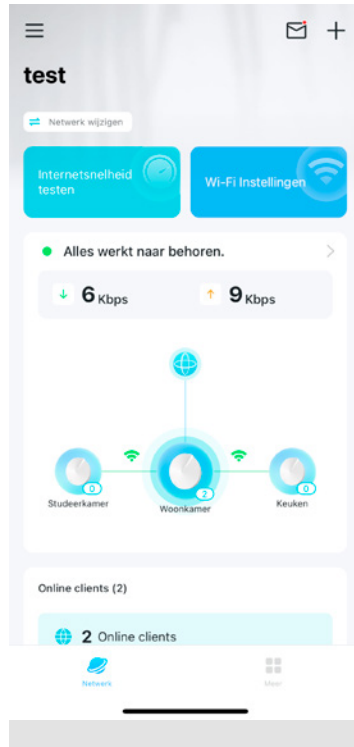 test
Netwerk wijzigen
Internetsnelheid
testen
Wi-Fi Instellingen
Alles werkt naar behoren.
6 Kbps
9 Kbps
0
2
0
Studeerkamer
Woonkamer
Keuken
Online clients (2)
2 Online clients
Netwerk
Meer